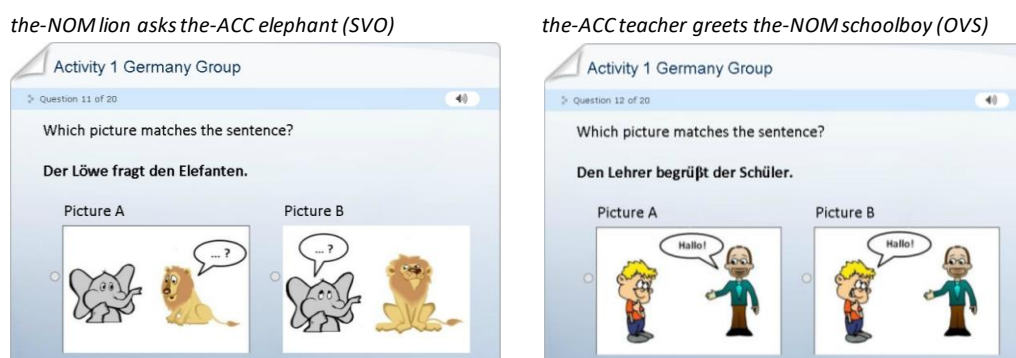 the-NOM lion asks the-ACC elephant (SVO)
Activity 1 Germany Group
Question 11 of 20
Which picture matches the sentence?
Der Löwe fragt den Elefanten.
Picture A
Picture B
... ?
... ?
the-ACC teacher greets the-NOM schoolboy (OVS)
Activity 1 Germany Group
Question 12 of 20
Which picture matches the sentence?
Den Lehrer begrüβt der Schüler.
Picture A
Picture B
Hallo!
Hallo!